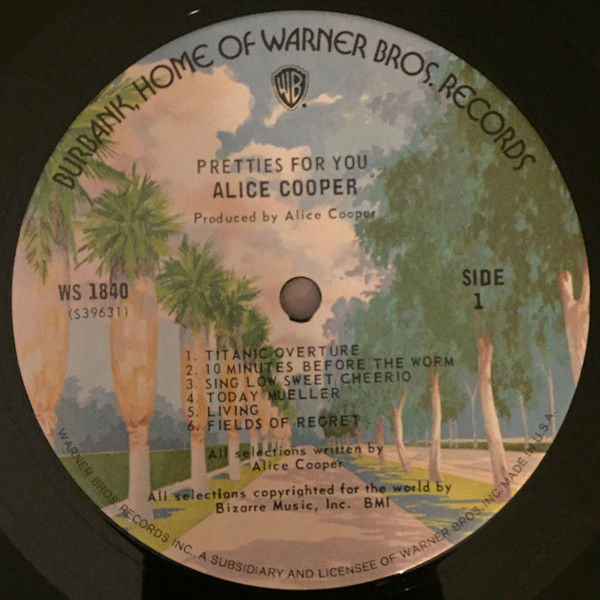 BURBANK, HOME OF WARNER BROS. RECORDS
WB
PRETTIES FOR YOU
ALICE COOPER
Produced by Alice Cooper
WS 1840
(S39631)
SIDE
1
1. TITANIC OVERTURE
2. 10 MINUTES BEFORE THE WORM
3. SING LOW SWEET CHEERIO
4. TODAY MUELLER
5. LIVING
6. FIELDS OF REGRET
All selections written by
Alice Cooper
All selections copyrighted for the world by
Bizarre Music, Inc. BMI
WARNER BROS. RECORDS INC., A SUBSIDIARY AND LICENSEE OF WARNER BROS. INC. MADE IN U.S.A.